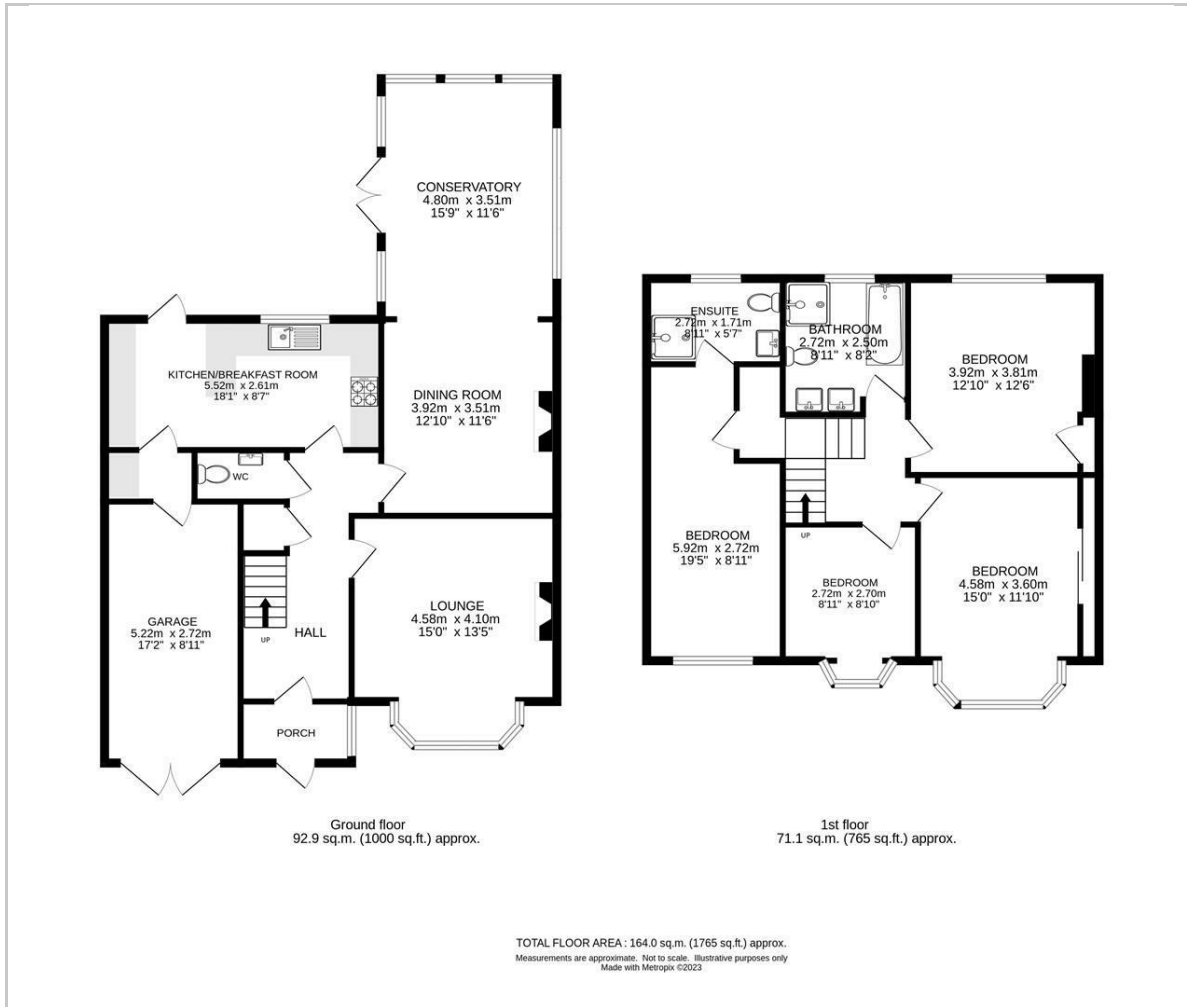 CONSERVATORY
4.80m x 3.51m
15'9" x 11'6"
KITCHEN/BREAKFAST ROOM
5.52m x 2.61m
18'1" x 8'7"
DINING ROOM
3.92m x 3.51m
12'10" x 11'6"
WC
GARAGE
5.22m x 2.72m
17'2" x 8'11"
UP
HALL
LOUNGE
4.58m x 4.10m
15'0" x 13'5"
PORCH
Ground floor
92.9 sq.m. (1000 sq.ft.) approx.
ENSUITE
2.72m x 1.71m
8'11" x 5'7"
BATHROOM
2.72m x 2.50m
8'11" x 8'2"
BEDROOM
3.92m x 3.81m
12'10" x 12'6"
BEDROOM
5.92m x 2.72m
19'5" x 8'11"
UP
BEDROOM
2.72m x 2.70m
8'11" x 8'10"
BEDROOM
4.58m x 3.60m
15'0" x 11'10"
1st floor
71.1 sq.m. (765 sq.ft.) approx.
TOTAL FLOOR AREA : 164.0 sq.m. (1765 sq.ft.) approx.
Measurements are approximate. Not to scale. Illustrative purposes only
Made with Metropix ©2023